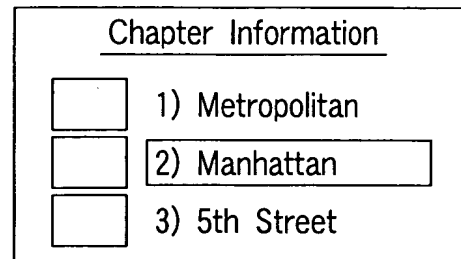 Chapter Information
1) Metropolitan
2) Manhattan
3) 5th Street